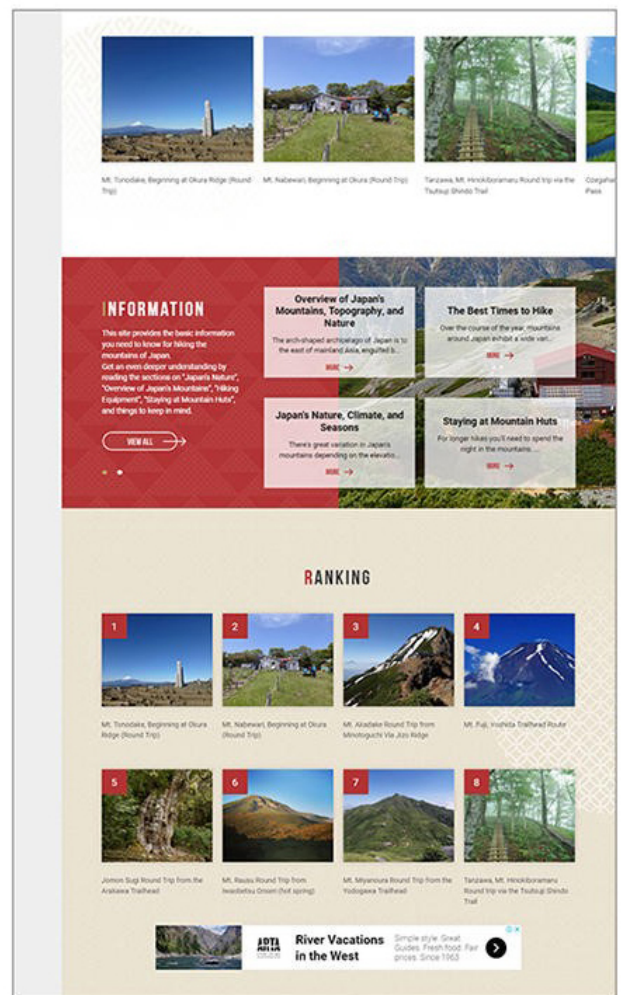 Mt. Tonodake, Beginning at Okura Ridge (Round
Trip)
Mt. Nabewari, Beginning at Okura (Round Trip)
Tanzawa, Mt. Hinokiboramaru Round trip via the
Tsutsuji Shindo Trail
Ozegahar
Pass
INFORMATION
This site provides the basic information
you need to know for hiking the
mountains of Japan.
Get an even deeper understanding by
reading the sections on "Japan's Nature",
"Overview of Japan's Mountains", "Hiking
Equipment", "Staying at Mountain Huts",
and things to keep in mind.
VIEW ALL
Overview of Japan's
Mountains, Topography, and
Nature
The arch-shaped archipelago of Japan is to
the east of mainland Asia, engulfed b...
MORE
The Best Times to Hike
Over the course of the year, mountains
around Japan exhibit a wide vari...
MORE
Japan's Nature, Climate, and
Seasons
There's great variation in Japan's
mountains depending on the elevatio...
MORE
Staying at Mountain Huts
For longer hikes you'll need to spend the
night in the mountains....
MORE
RANKING
1
2
3
4
Mt. Tonodake, Beginning at Okura
Ridge (Round Trip)
Mt. Nabewari, Beginning at Okura
(Round Trip)
Mt. Akadake Round Trip from
Minotoguchi Via Jizo Ridge
Mt. Fuji, Yoshida Trailhead Route
5
6
7
8
Jomon Sugi Round Trip from the
Arakawa Trailhead
Mt. Rausu Round Trip from
Iwaobetsu Onsen (hot spring)
Mt. Miyanoura Round Trip from the
Yodogawa Trailhead
Tanzawa, Mt. Hinokiboramaru
Round trip via the Tsutsuji Shindo
Trail
ARTA
River Vacations
in the West
Simple style. Great
Guides. Fresh food. Fair
prices. Since 1963